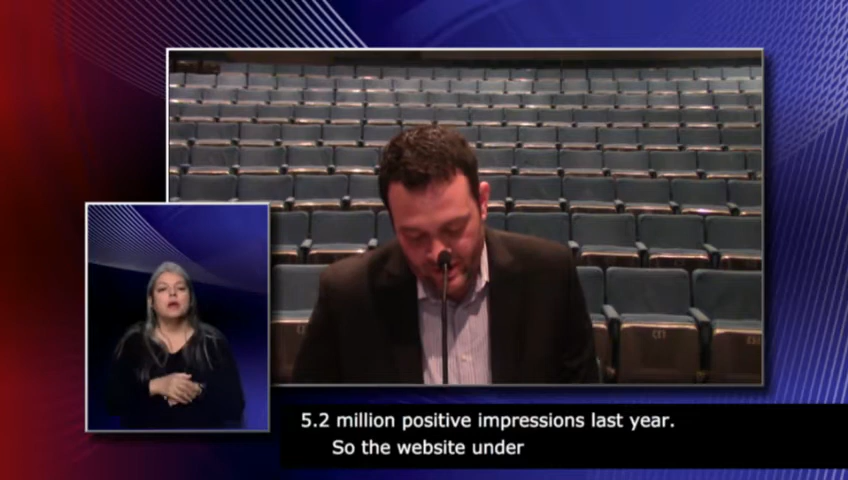 5.2 million positive impressions last year.
So the website under